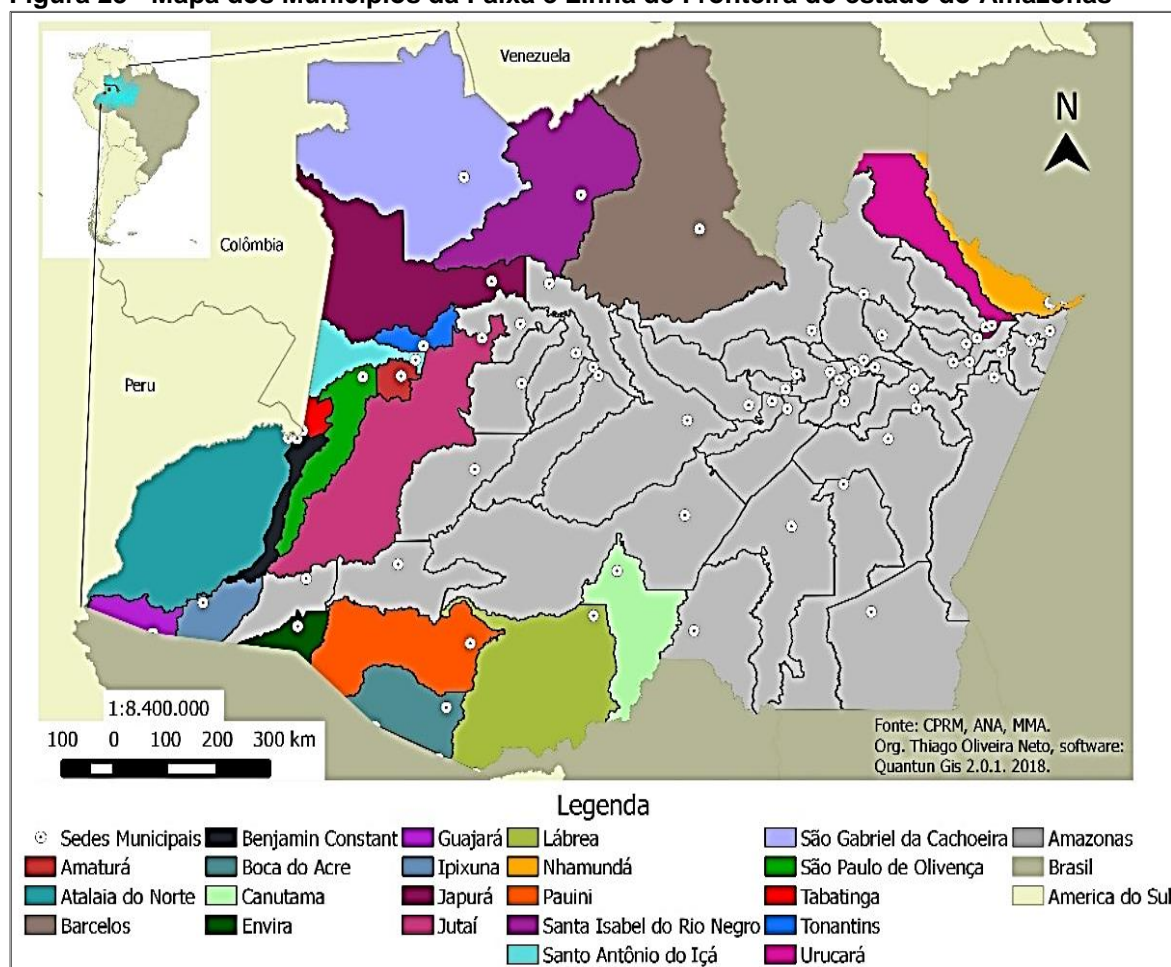 Figura 25 - Mapa dos Municípios da Faixa e Linha de Fronteira do estado do Amazonas
Venezuela
N
Colômbia
Peru
1:8.400.000
100 0 100 200 300 km
Fonte: CPRM, ANA, MMA.
Org. Thiago Oliveira Neto, software:
Quantun Gis 2.0.1. 2018.
Legenda
Sedes Municipais
Amaturá
Atalaia do Norte
Barcelos
Benjamin Constant
Boca do Acre
Canutama
Envira
Guajará
Ipixuna
Japurá
Jutaí
Lábrea
Nhamundá
Pauini
Santa Isabel do Rio Negro
Santo Antônio do Içá
São Gabriel da Cachoeira
São Paulo de Olivença
Tabatinga
Tonantins
Urucará
Amazonas
Brasil
America do Sul